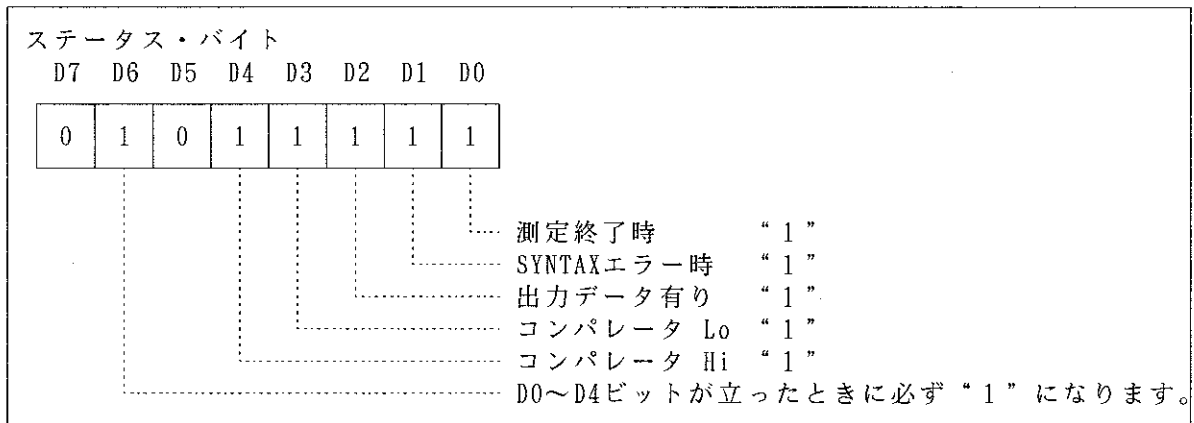 ステータス・バイト
D7 D6 D5 D4 D3 D2 D1 D0
0 1 0 1 1 1 1 1
測定終了時 “1”
SYNTAXエラー時 “1”
出力データ有り “1”
コンパレータ Lo “1”
コンパレータ Hi “1”
D0～D4ビットが立ったときに必ず“1”になります。